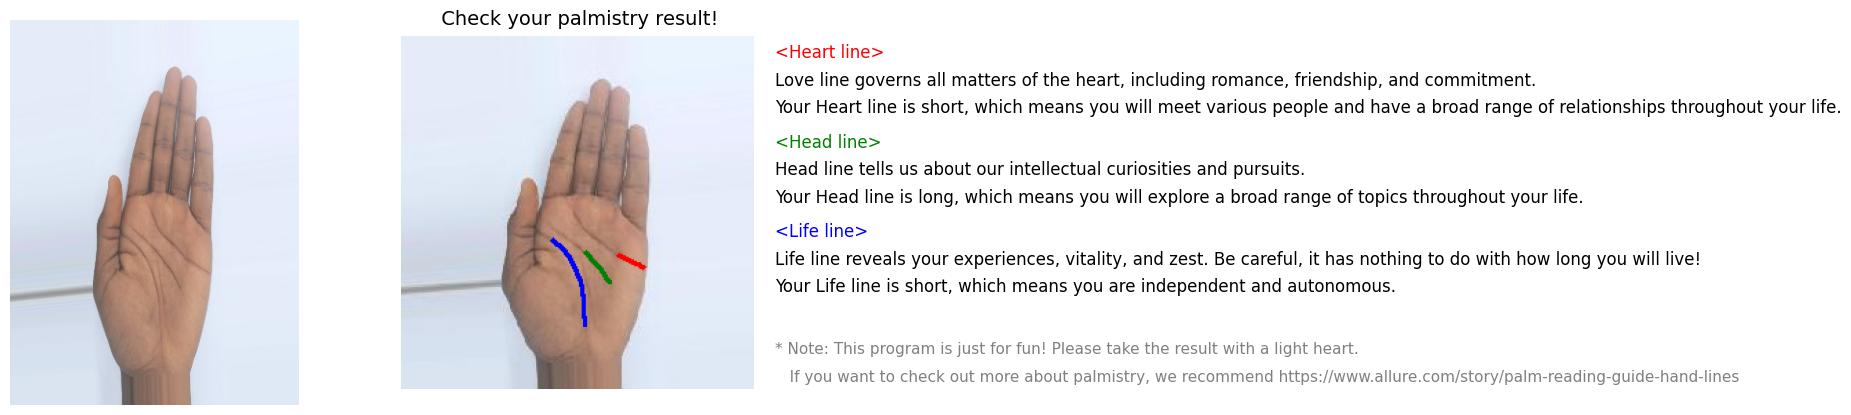 Check your palmistry result!
<Heart line>
Love line governs all matters of the heart, including romance, friendship, and commitment.
Your Heart line is short, which means you will meet various people and have a broad range of relationships throughout your life.
<Head line>
Head line tells us about our intellectual curiosities and pursuits.
Your Head line is long, which means you will explore a broad range of topics throughout your life.
<Life line>
Life line reveals your experiences, vitality, and zest. Be careful, it has nothing to do with how long you will live!
Your Life line is short, which means you are independent and autonomous.
* Note: This program is just for fun! Please take the result with a light heart.
If you want to check out more about palmistry, we recommend https://www.allure.com/story/palm-reading-guide-hand-lines